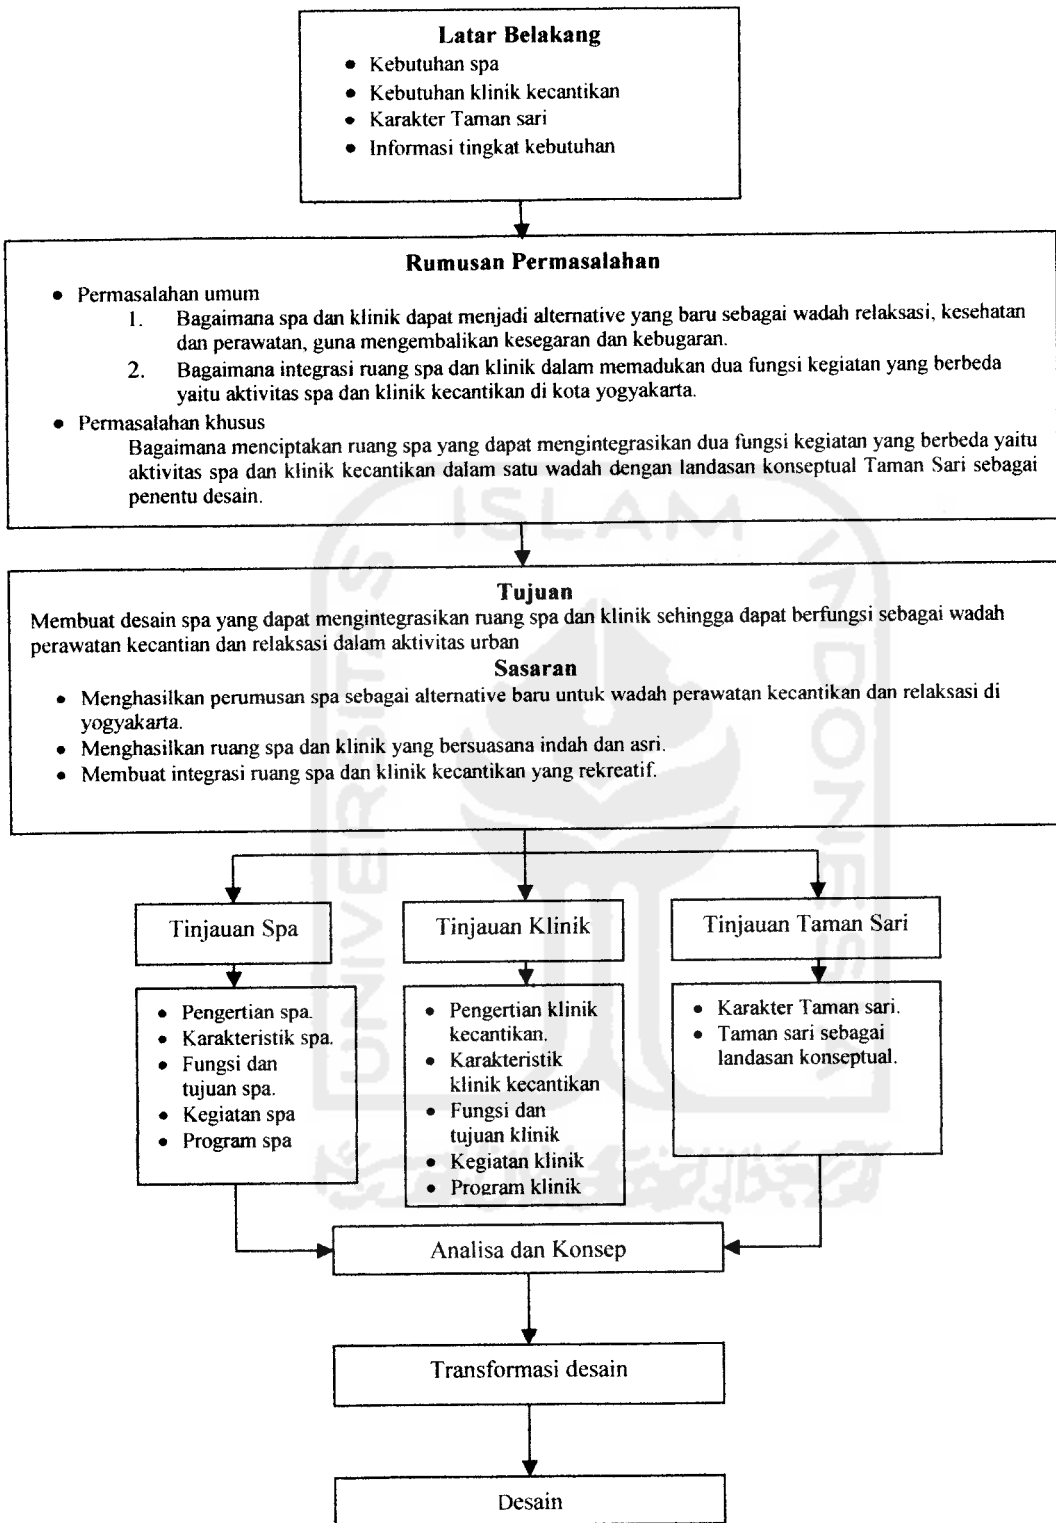 Latar Belakang
• Kebutuhan spa
• Kebutuhan klinik kecantikan
• Karakter Taman sari
• Informasi tingkat kebutuhan
Rumusan Permasalahan
• Permasalahan umum
1. Bagaimana spa dan klinik dapat menjadi alternative yang baru sebagai wadah relaksasi, kesehatan
dan perawatan, guna mengembalikan kesegaran dan kebugaran.
2. Bagaimana integrasi ruang spa dan klinik dalam memadukan dua fungsi kegiatan yang berbeda
yaitu aktivitas spa dan klinik kecantikan di kota yogyakarta.
• Permasalahan khusus
Bagaimana menciptakan ruang spa yang dapat mengintegrasikan dua fungsi kegiatan yang berbeda yaitu
aktivitas spa dan klinik kecantikan dalam satu wadah dengan landasan konseptual Taman Sari sebagai
penentu desain.
Tujuan
Membuat desain spa yang dapat mengintegrasikan ruang spa dan klinik sehingga dapat berfungsi sebagai wadah
perawatan kecantian dan relaksasi dalam aktivitas urban
Sasaran
• Menghasilkan perumusan spa sebagai alternative baru untuk wadah perawatan kecantikan dan relaksasi di
yogyakarta.
• Menghasilkan ruang spa dan klinik yang bersuasana indah dan asri.
• Membuat integrasi ruang spa dan klinik kecantikan yang rekreatif.
Tinjauan Spa
• Pengertian spa.
• Karakteristik spa.
• Fungsi dan
tujuan spa.
• Kegiatan spa
• Program spa
Tinjauan Klinik
• Pengertian klinik
kecantikan.
• Karakteristik
klinik kecantikan
• Fungsi dan
tujuan klinik
• Kegiatan klinik
• Program klinik
Tinjauan Taman Sari
• Karakter Taman sari.
• Taman sari sebagai
landasan konseptual.
Analisa dan Konsep
Transformasi desain
Desain
UNIVERSITAS
ISLAM
INDONESIA